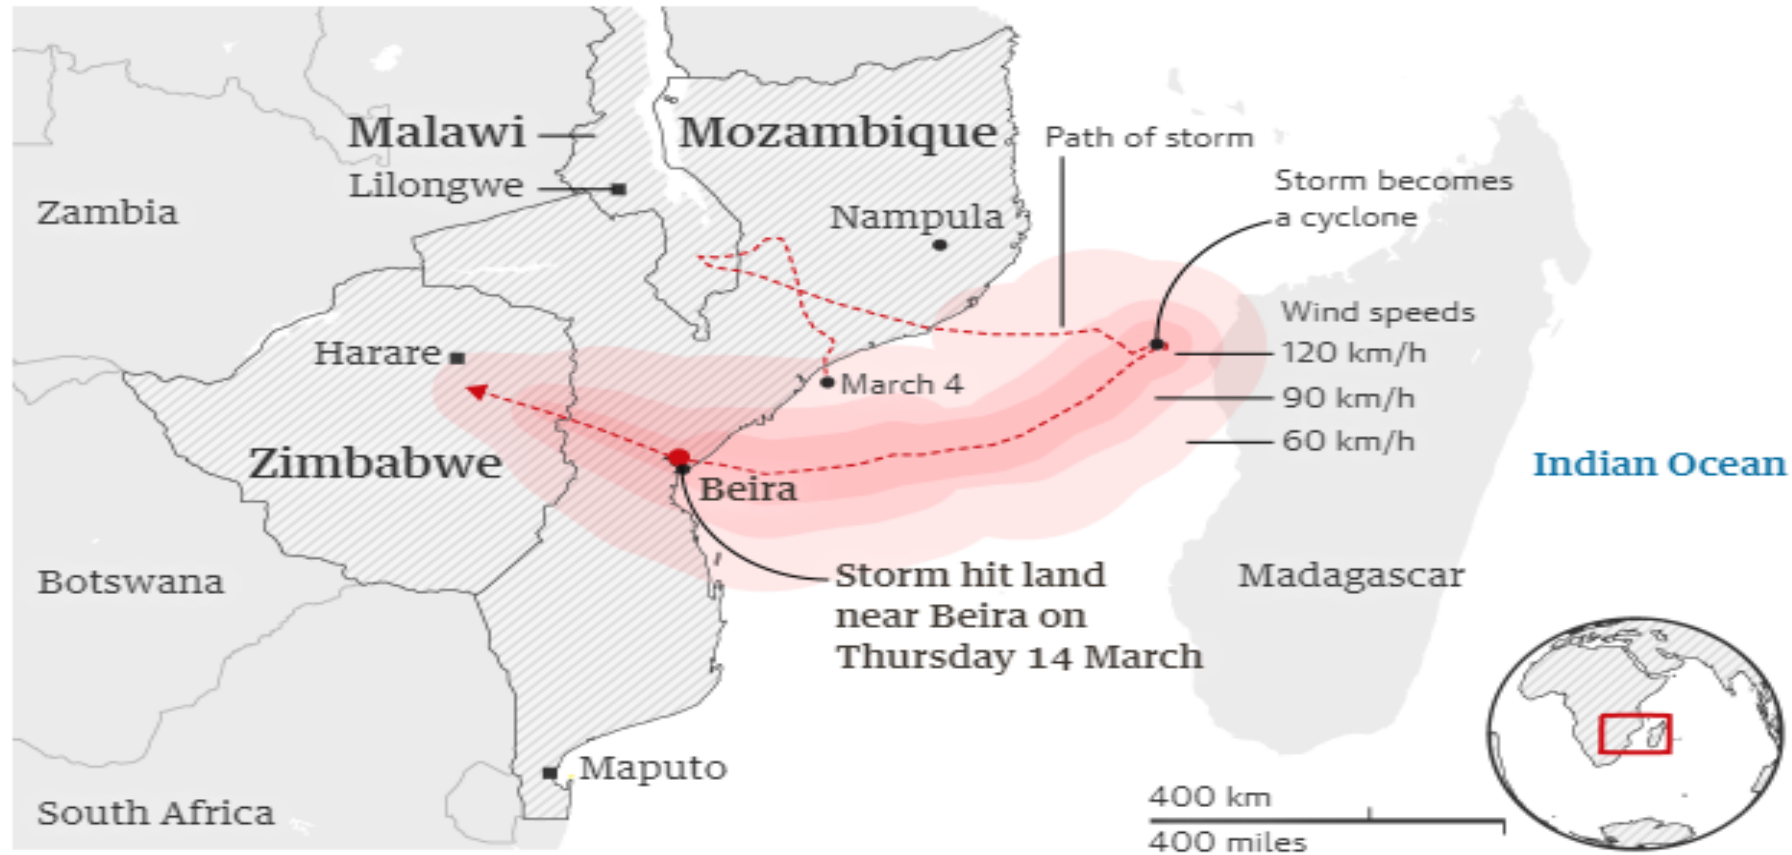 Malawi
Mozambique
Path of storm
Lilongwe
Storm becomes
a cyclone
Zambia
Nampula
Wind speeds
Harare
120 km/h
March 4
90 km/h
60 km/h
Zimbabwe
Indian Ocean
Beira
Storm hit land
near Beira on
Thursday 14 March
Botswana
Madagascar
Maputo
South Africa
400 km
400 miles